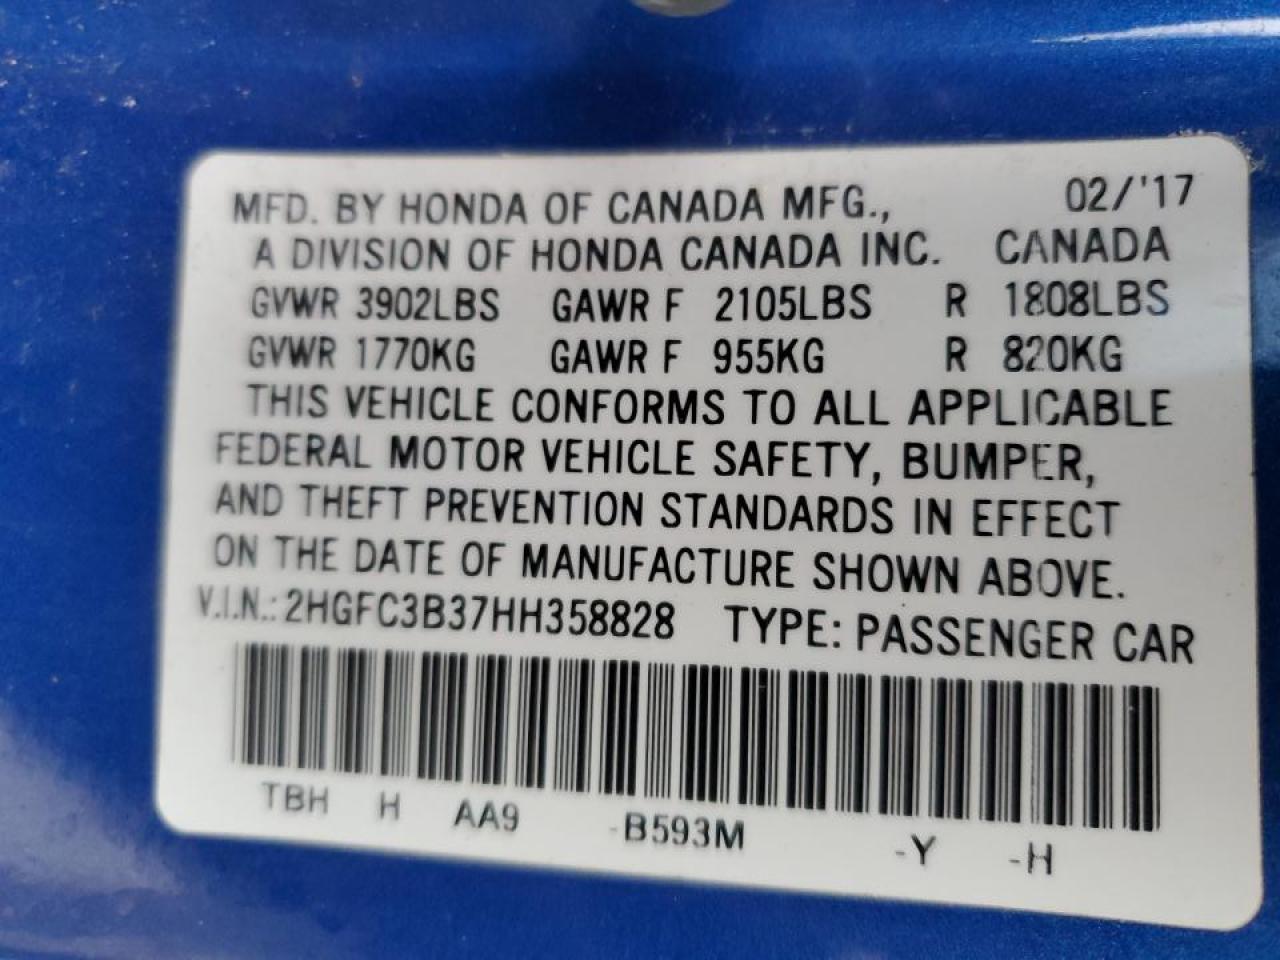 MFD. BY HONDA OF CANADA MFG., 02/'17
A DIVISION OF HONDA CANADA INC. CANADA
GVWR 3902LBS GAWR F 2105LBS R 1808LBS
GVWR 1770KG GAWR F 955KG R 820KG
THIS VEHICLE CONFORMS TO ALL APPLICABLE
FEDERAL MOTOR VEHICLE SAFETY, BUMPER,
AND THEFT PREVENTION STANDARDS IN EFFECT
ON THE DATE OF MANUFACTURE SHOWN ABOVE.
V.I.N.: 2HGFC3B37HH358828 TYPE: PASSENGER CAR
TBH H AA9 -B593M -Y -H